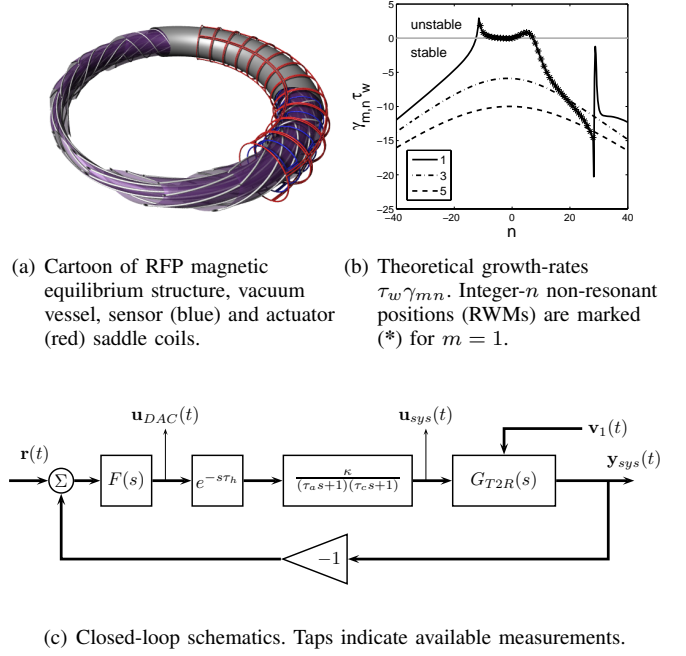 5
0
−5
−10
−15
−20
−25
−40
−20
0
20
40
unstable
stable
γm,n τw
n
1
3
5
(a) Cartoon of RFP magnetic
equilibrium structure, vacuum
vessel, sensor (blue) and actuator
(red) saddle coils.
(b) Theoretical growth-rates
τwγmn. Integer-n non-resonant
positions (RWMs) are marked
(*) for m = 1.
r(t)
Σ
F(s)
uDAC(t)
e^{−sτh}
κ
(τas+1)(τcs+1)
usys(t)
GT2R(s)
v1(t)
ysys(t)
−1
(c) Closed-loop schematics. Taps indicate available measurements.